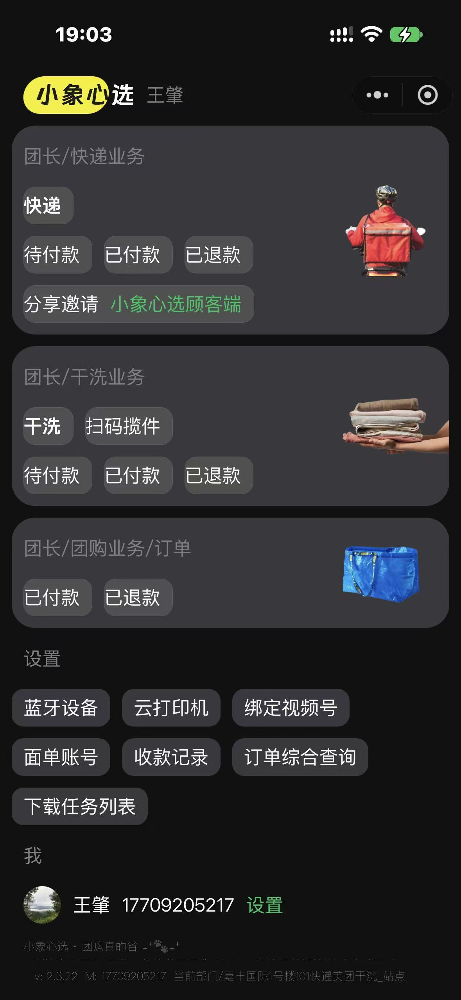 19:03
小象心选 王肇
团长/快递业务
快递
待付款 已付款 已退款
分享邀请 小象心选顾客端
团长/干洗业务
干洗 扫码揽件
待付款 已付款 已退款
团长/团购业务/订单
已付款 已退款
设置
蓝牙设备 云打印机 绑定视频号
面单账号 收款记录 订单综合查询
下载任务列表
我
王肇 17709205217 设置
小象心选 · 团购真的省
v: 2.3.22 M: 17709205217 当前部门/嘉丰国际1号楼101快递美团干洗_站点